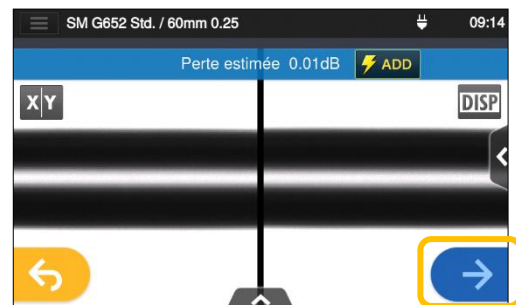 SM G652 Std. / 60mm 0.25 09:14
Perte estimée 0.01dB ADD
X Y DISP